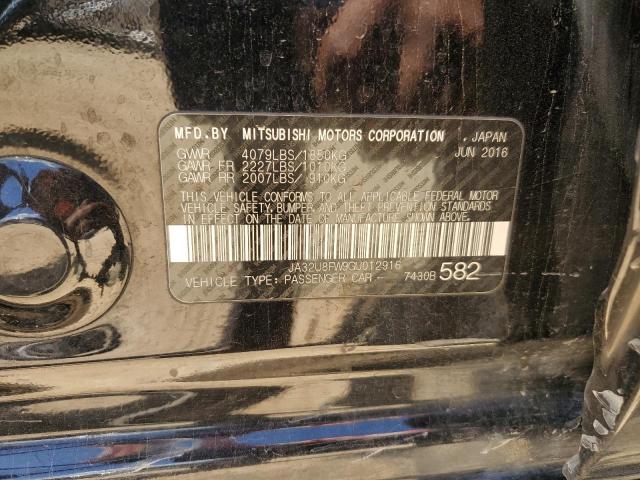 MFD.BY MITSUBISHI MOTORS CORPORATION , JAPAN
GVWR 4079LBS/1850KG JUN 2016
GAWR FR 2227LBS/1010KG
GAWR RR 2007LBS/ 910KG
THIS VEHICLE CONFORMS TO ALL APPLICABLE FEDERAL MOTOR
VEHICLE SAFETY, BUMPER AND THEFT PREVENTION STANDARDS
IN EFFECT ON THE DATE OF MANUFACTURE SHOWN ABOVE.
JA32U8FW9GU012916
VEHICLE TYPE: PASSENGER CAR - 7430B 582